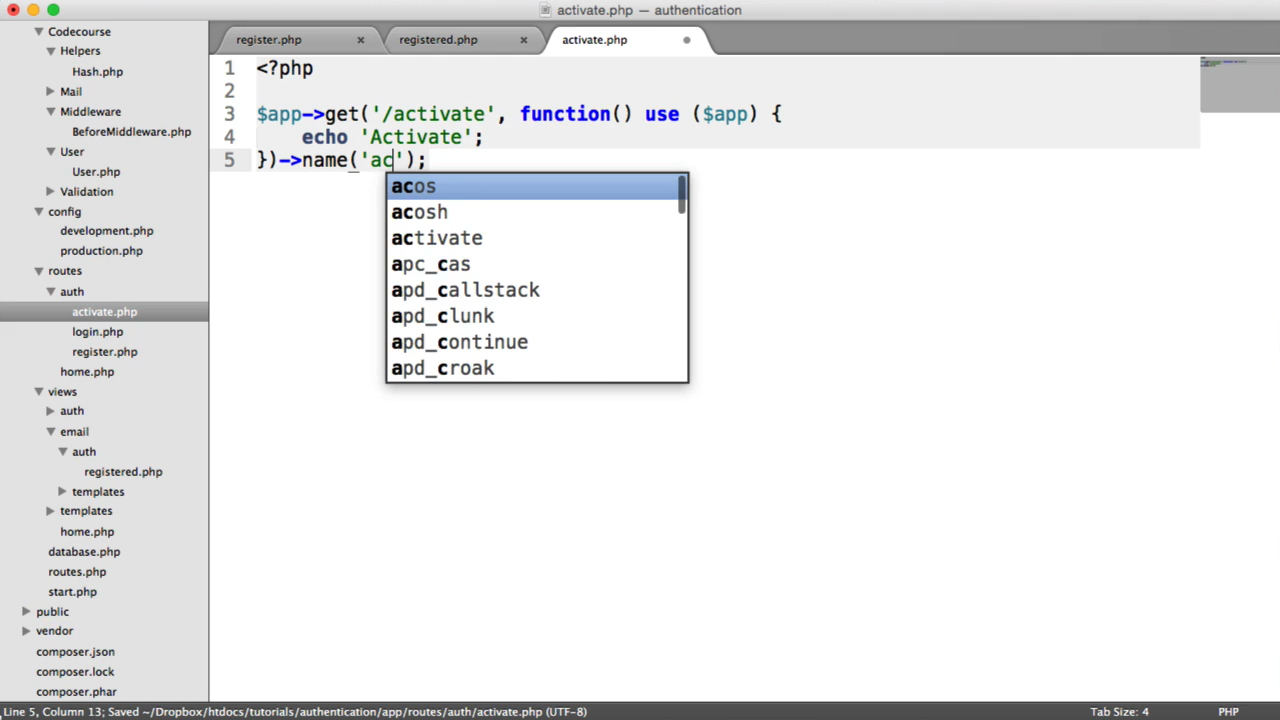 activate.php — authentication
Codecourse
Helpers
Hash.php
Mail
Middleware
BeforeMiddleware.php
User
User.php
Validation
config
development.php
production.php
routes
auth
activate.php
login.php
register.php
home.php
views
auth
email
auth
registered.php
templates
templates
home.php
database.php
routes.php
start.php
public
vendor
composer.json
composer.lock
composer.phar
register.php
registered.php
activate.php
1 <?php
2
3 $app->get('/activate', function() use ($app) {
4 echo 'Activate';
5 })->name('ac');
acos
acosh
activate
apc_cas
apd_callstack
apd_clunk
apd_continue
apd_croak
Line 5, Column 13; Saved ~/Dropbox/htdocs/tutorials/authentication/app/routes/auth/activate.php (UTF-8)
Tab Size: 4
PHP